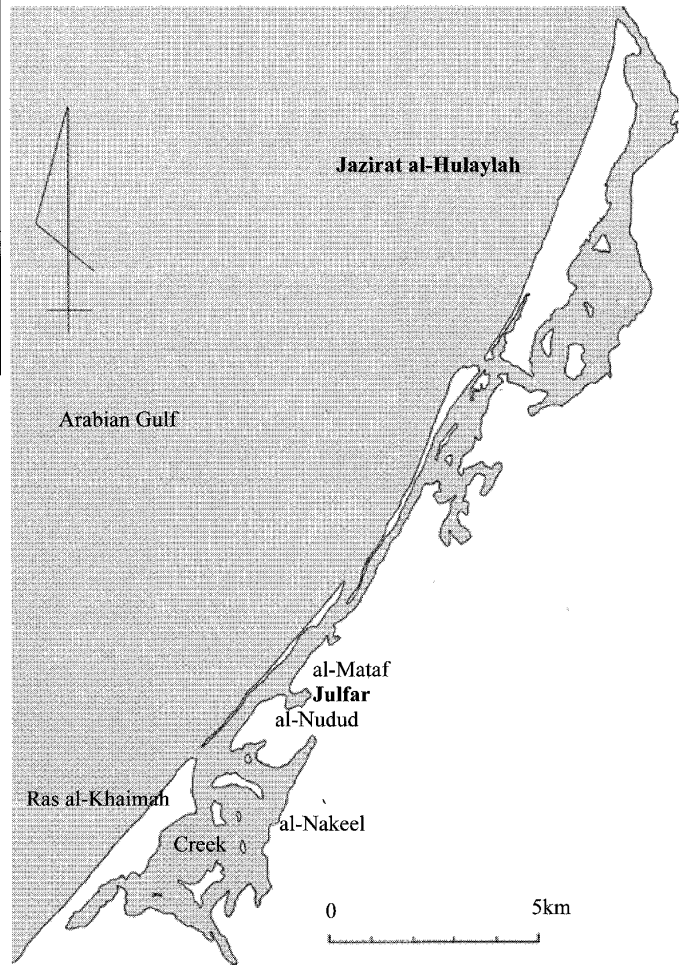 Jazirat al-Hulaylah
Arabian Gulf
al-Mataf
Julfar
al-Nudud
Ras al-Khaimah
al-Nakeel
Creek
0 5km